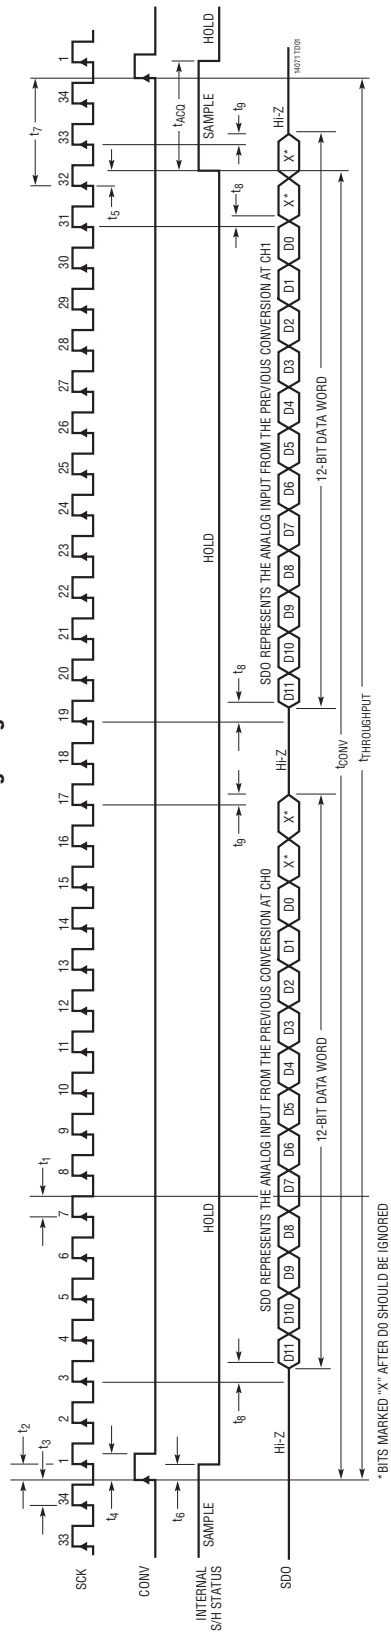 t2
t3
t1
t7
33 34 1 2 3 4 5 6 7 8 9 10 11 12 13 14 15 16 17 18 19 20 21 22 23 24 25 26 27 28 29 30 31 32 33 34 1
SCK
t4
t5
CONV
t6
tACQ
INTERNAL
S/H STATUS
SAMPLE HOLD HOLD SAMPLE HOLD
t8
t9
t8
t8
t9
SDO REPRESENTS THE ANALOG INPUT FROM THE PREVIOUS CONVERSION AT CH0
SDO REPRESENTS THE ANALOG INPUT FROM THE PREVIOUS CONVERSION AT CH1
SDO
Hi-Z D11 D10 D9 D8 D7 D6 D5 D4 D3 D2 D1 D0 X* X* Hi-Z D11 D10 D9 D8 D7 D6 D5 D4 D3 D2 D1 D0 X* X* Hi-Z
14071 TD01
12-BIT DATA WORD
12-BIT DATA WORD
tCONV
tTHROUGHPUT
*BITS MARKED "X" AFTER D0 SHOULD BE IGNORED